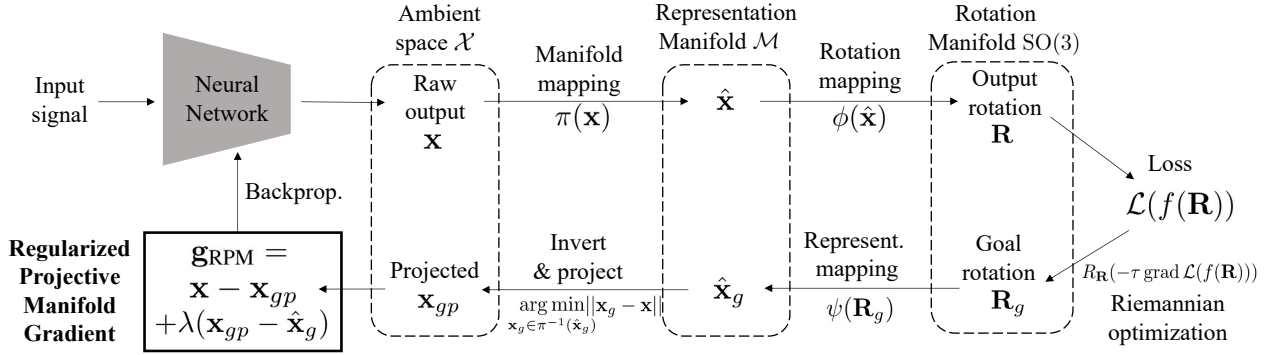 Input
signal
Neural
Network
Ambient
space 𝒳
Raw
output
𝐱
Manifold
mapping
π(𝐱)
Representation
Manifold ℳ
𝐱̂
Rotation
mapping
ϕ(𝐱̂)
Rotation
Manifold SO(3)
Output
rotation
𝐑
Loss
ℒ(f(𝐑))
R_𝐑(−τ grad ℒ(f(𝐑)))
Riemannian
optimization
Goal
rotation
𝐑_g
Represent.
mapping
ψ(𝐑_g)
𝐱̂_g
Invert
& project
arg min||𝐱_g − 𝐱||
𝐱_g∈π⁻¹(𝐱̂_g)
Projected
𝐱_gp
Backprop.
𝐠_RPM =
𝐱 − 𝐱_gp
+λ(𝐱_gp − 𝐱̂_g)
Regularized
Projective
Manifold
Gradient